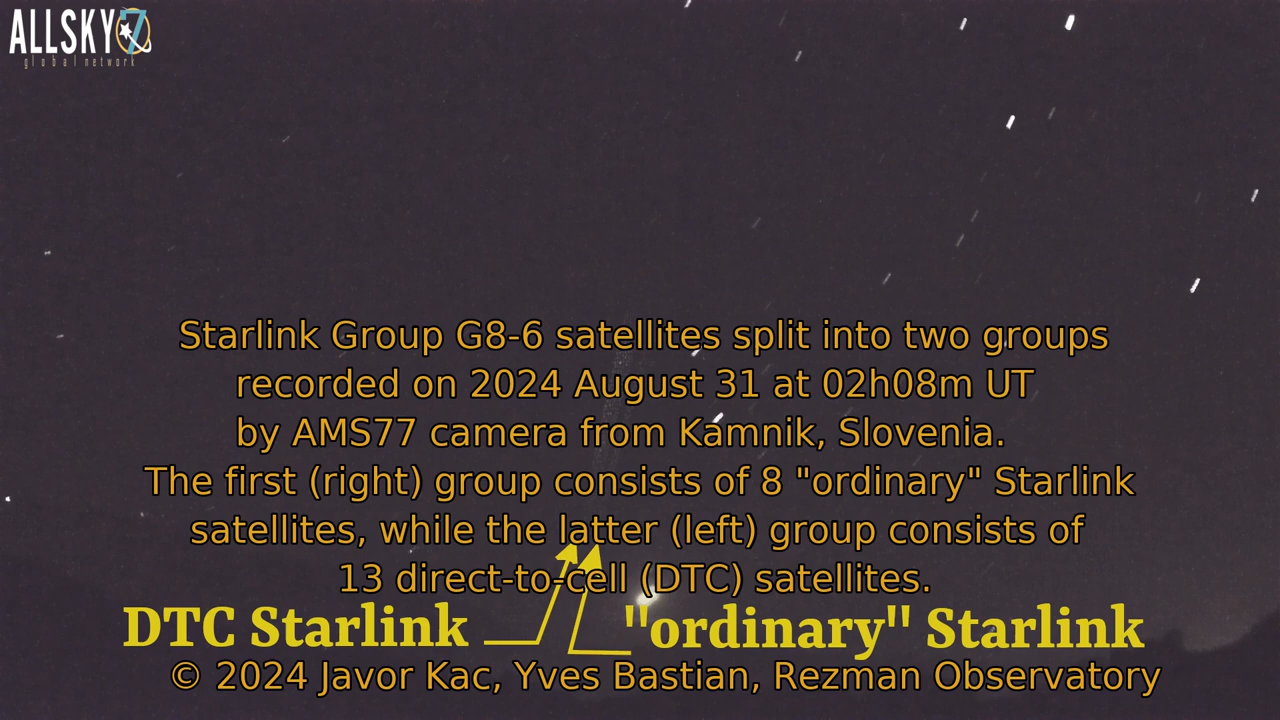 ALLSKY7
global network
Starlink Group G8-6 satellites split into two groups
recorded on 2024 August 31 at 02h08m UT
by AMS77 camera from Kamnik, Slovenia.
The first (right) group consists of 8 "ordinary" Starlink
satellites, while the latter (left) group consists of
13 direct-to-cell (DTC) satellites.
DTC Starlink "ordinary" Starlink
© 2024 Javor Kac, Yves Bastian, Rezman Observatory